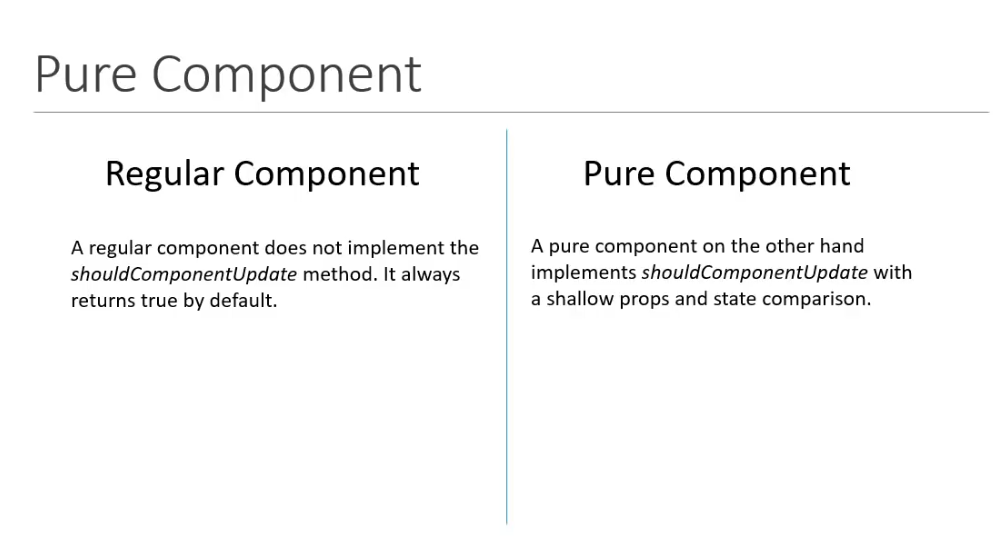 Pure Component
Regular Component
A regular component does not implement the
shouldComponentUpdate method. It always
returns true by default.
Pure Component
A pure component on the other hand
implements shouldComponentUpdate with
a shallow props and state comparison.